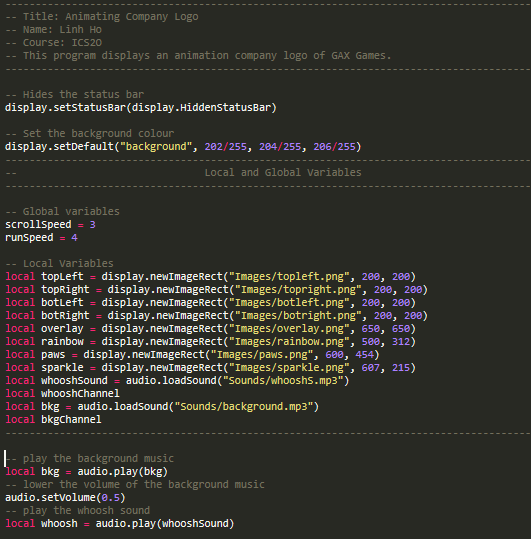 -----------------------------------------------------------------------------------------
-- Title: Animating Company Logo
-- Name: Linh Ho
-- Course: ICS2O
-- This program displays an animation company logo of GAX Games.
-----------------------------------------------------------------------------------------
-- Hides the status bar
display.setStatusBar(display.HiddenStatusBar)
-- Set the background colour
display.setDefault("background", 202/255, 204/255, 206/255)
-----------------------------------------------------------------------------------------
-- Local and Global Variables
-----------------------------------------------------------------------------------------
-- Global variables
scrollSpeed = 3
runSpeed = 4
-- Local Variables
local topLeft = display.newImageRect("Images/topleft.png", 200, 200)
local topRight = display.newImageRect("Images/topright.png", 200, 200)
local botLeft = display.newImageRect("Images/botleft.png", 200, 200)
local botRight = display.newImageRect("Images/botright.png", 200, 200)
local overlay = display.newImageRect("Images/overlay.png", 650, 650)
local rainbow = display.newImageRect("Images/rainbow.png", 500, 312)
local paws = display.newImageRect("Images/paws.png", 600, 454)
local sparkle = display.newImageRect("Images/sparkle.png", 607, 215)
local whooshSound = audio.loadSound("Sounds/whooshS.mp3")
local whooshChannel
local bkg = audio.loadSound("Sounds/background.mp3")
local bkgChannel
-----------------------------------------------------------------------------------------
-- play the background music
local bkg = audio.play(bkg)
-- lower the volume of the background music
audio.setVolume(0.5)
-- play the whoosh sound
local whoosh = audio.play(whooshSound)